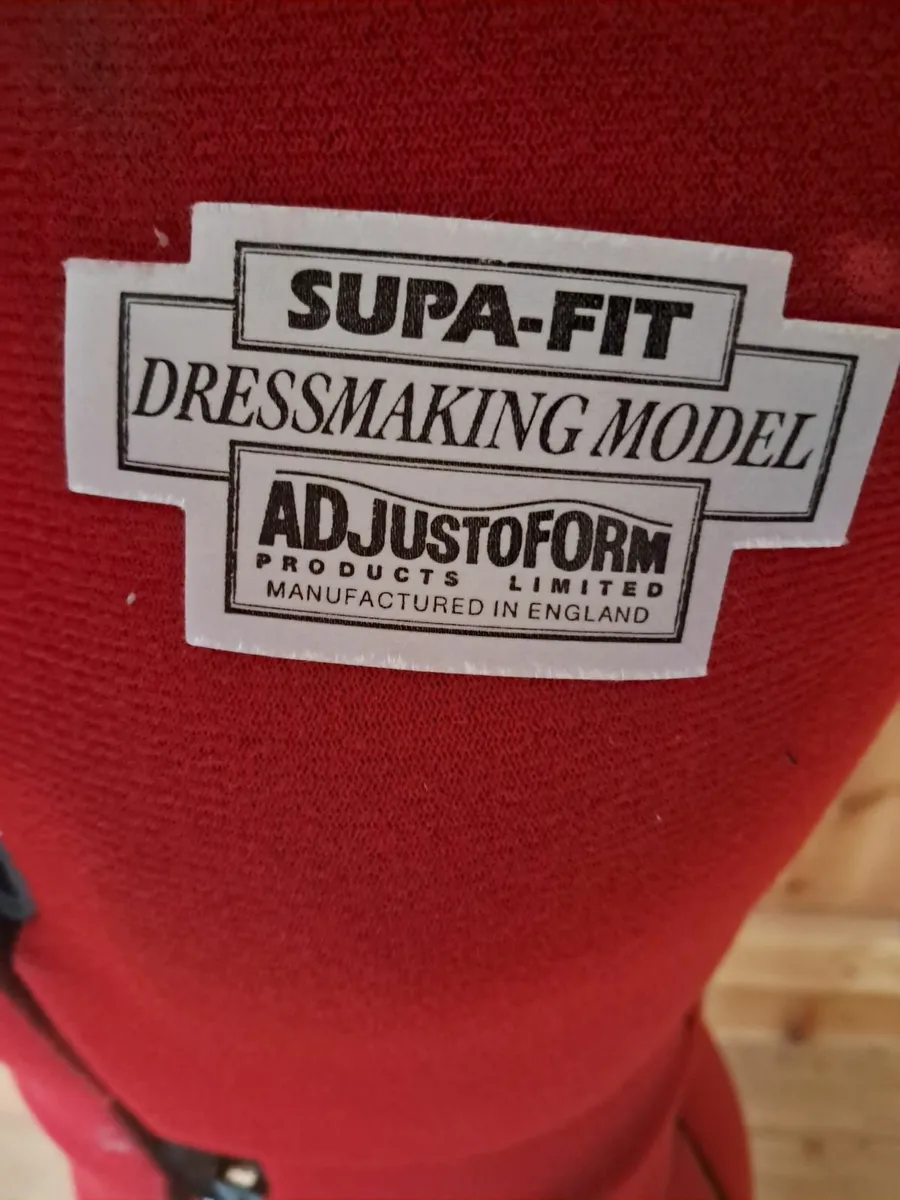 SUPA-FIT
DRESSMAKING MODEL
ADJUSTOFORM
PRODUCTS LIMITED
MANUFACTURED IN ENGLAND